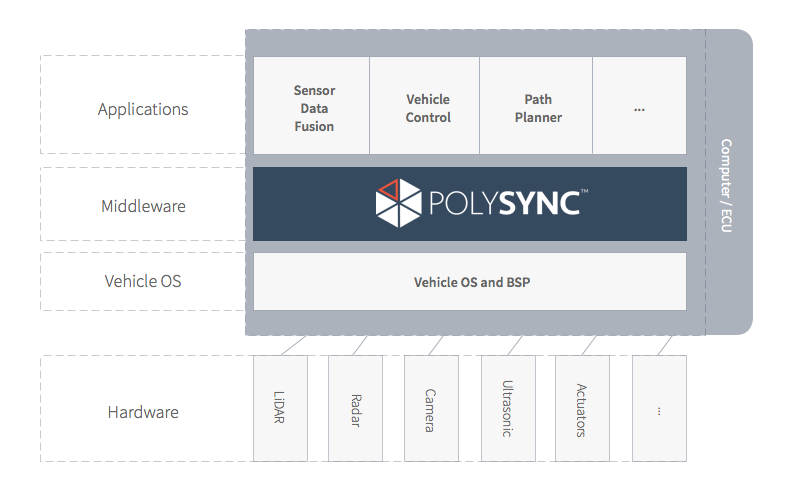 Applications
Sensor
Data
Fusion
Vehicle
Control
Path
Planner
...
Computer / ECU
Middleware
POLYSYNC™
Vehicle OS
Vehicle OS and BSP
Hardware
LiDAR
Radar
Camera
Ultrasonic
Actuators
...